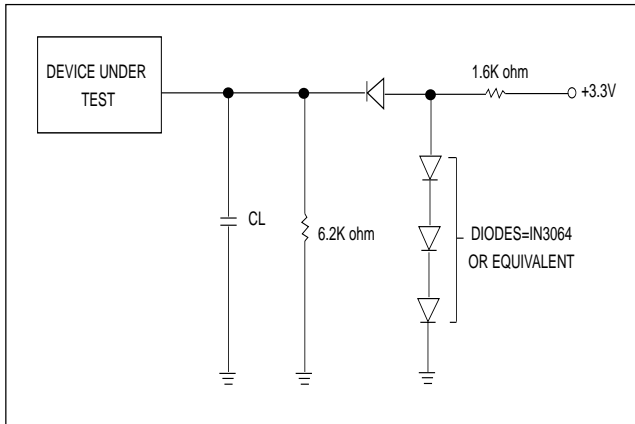 DEVICE UNDER
TEST
1.6K ohm
+3.3V
CL
6.2K ohm
DIODES=IN3064
OR EQUIVALENT